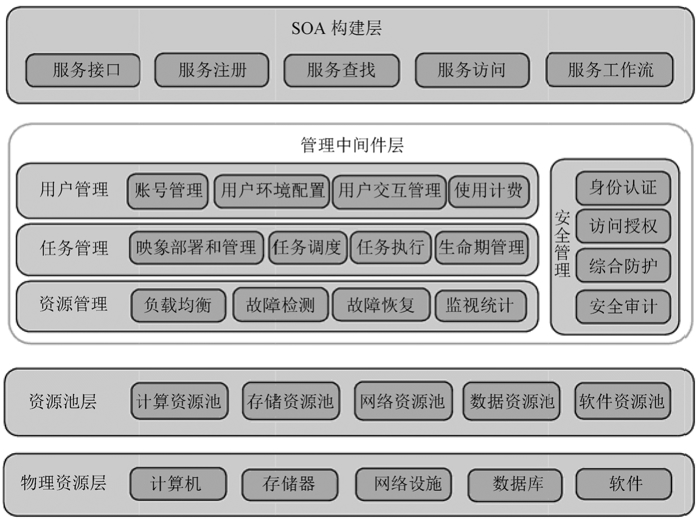 SOA 构建层
服务接口 服务注册 服务查找 服务访问 服务工作流
管理中间件层
用户管理 账号管理 用户环境配置 用户交互管理 使用计费
任务管理 映象部署和管理 任务调度 任务执行 生命期管理
资源管理 负载均衡 故障检测 故障恢复 监视统计
安全管理
身份认证
访问授权
综合防护
安全审计
资源池层 计算资源池 存储资源池 网络资源池 数据资源池 软件资源池
物理资源层 计算机 存储器 网络设施 数据库 软件